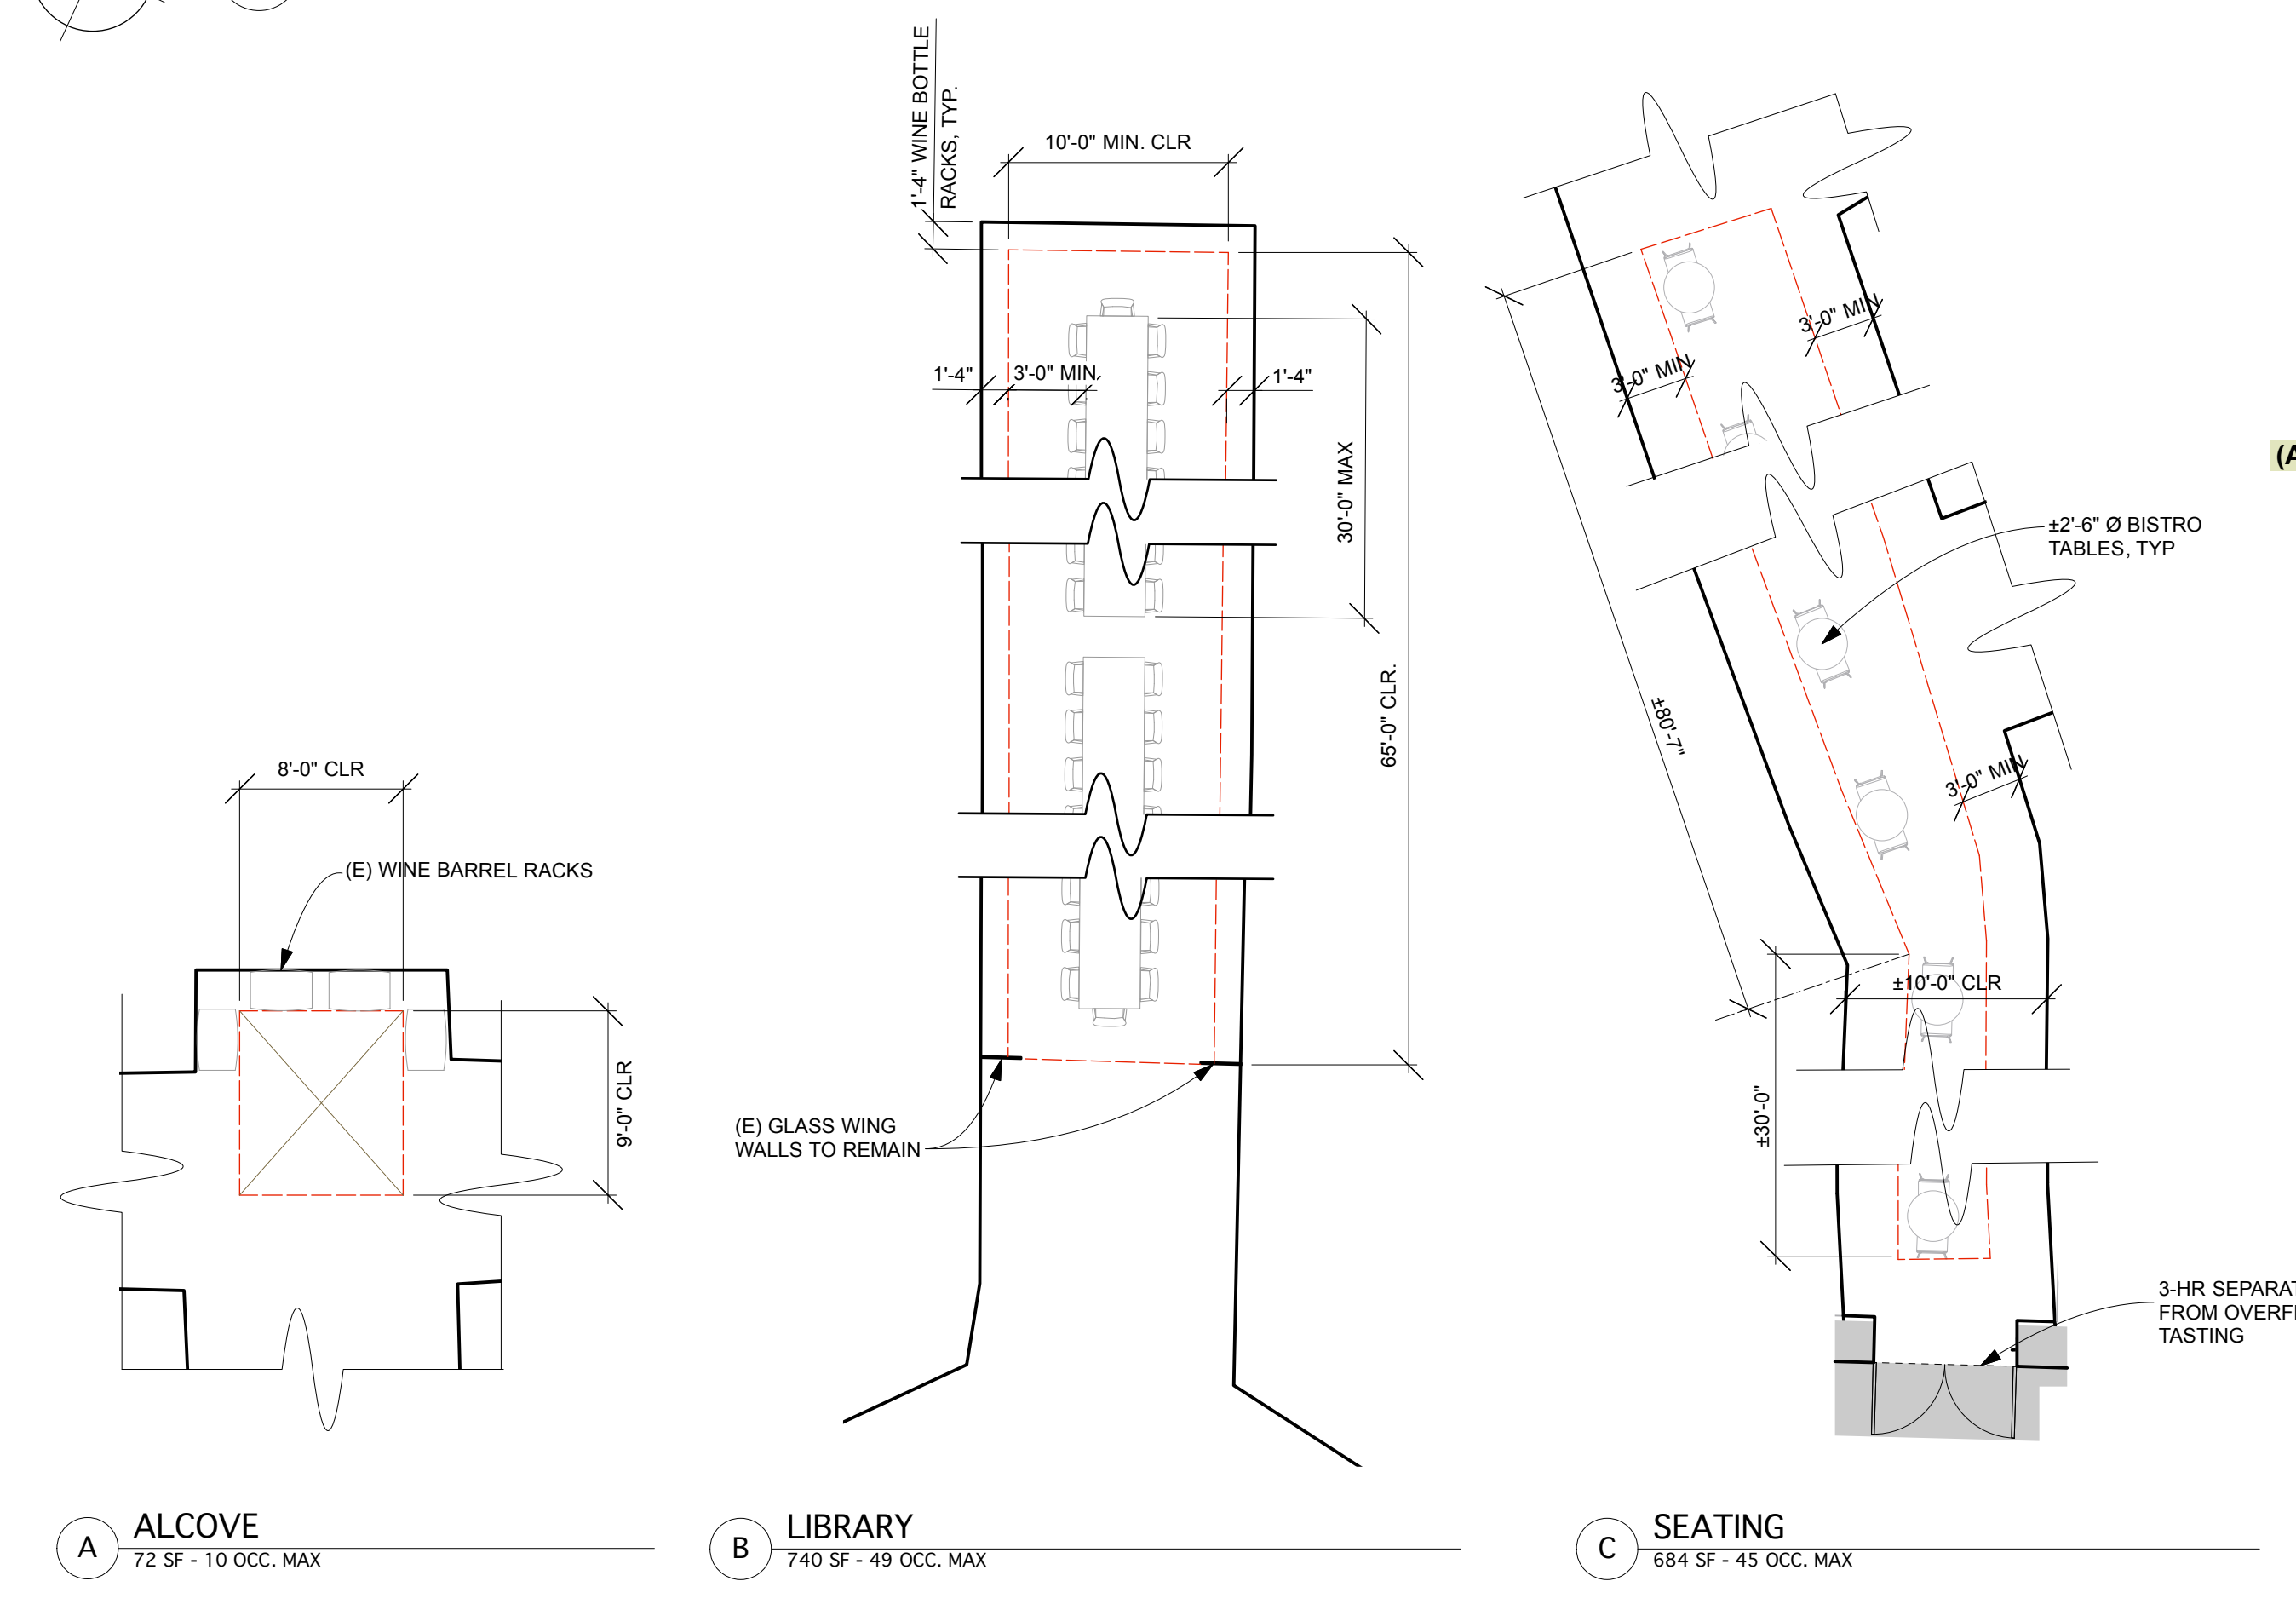 1'-4" WINE BOTTLE
RACKS, TYP.
10'-0" MIN. CLR
1'-4"
3'-0" MIN.
1'-4"
30'-0" MAX
65'-0" CLR.
(E) GLASS WING
WALLS TO REMAIN
8'-0" CLR
(E) WINE BARREL RACKS
9'-0" CLR
3'-0" MIN
3'-0" MIN
±2'-6" Ø BISTRO
TABLES, TYP
±80'-7"
3'-0" MIN
±10'-0" CLR
±30'-0"
3-HR SEPARAT
FROM OVERF
TASTING
(A
A
ALCOVE
72 SF - 10 OCC. MAX
B
LIBRARY
740 SF - 49 OCC. MAX
C
SEATING
684 SF - 45 OCC. MAX